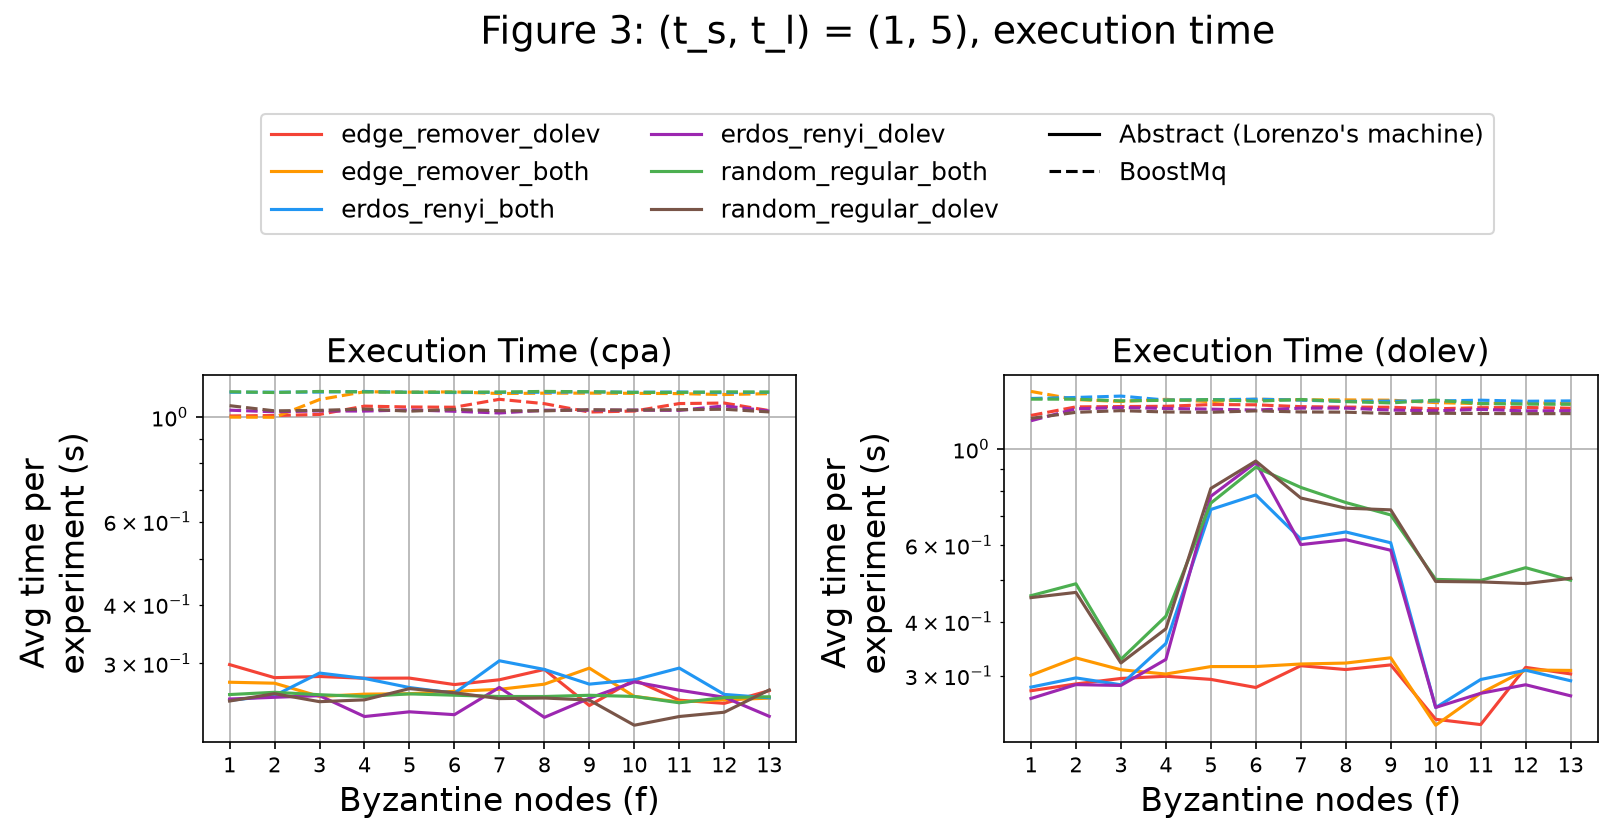 Figure 3: (t_s, t_l) = (1, 5), execution time
edge_remover_dolev
edge_remover_both
erdos_renyi_both
erdos_renyi_dolev
random_regular_both
random_regular_dolev
Abstract (Lorenzo's machine)
BoostMq
Execution Time (cpa)
Avg time per
experiment (s)
10⁰
6 × 10⁻¹
4 × 10⁻¹
3 × 10⁻¹
1 2 3 4 5 6 7 8 9 10 11 12 13
Byzantine nodes (f)
Execution Time (dolev)
Avg time per
experiment (s)
10⁰
6 × 10⁻¹
4 × 10⁻¹
3 × 10⁻¹
1 2 3 4 5 6 7 8 9 10 11 12 13
Byzantine nodes (f)